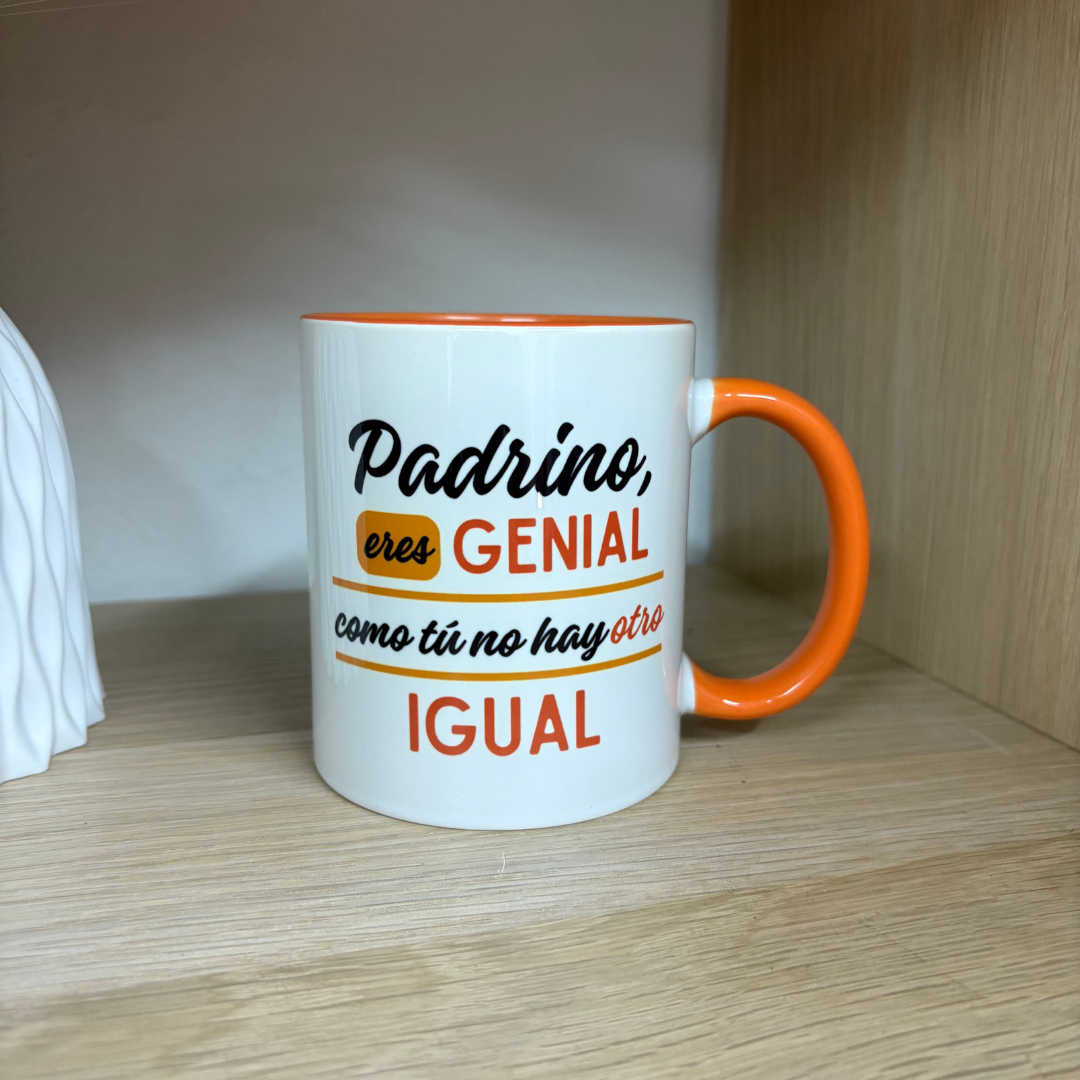 Padrino,
eres GENIAL
como tú no hay otro
IGUAL